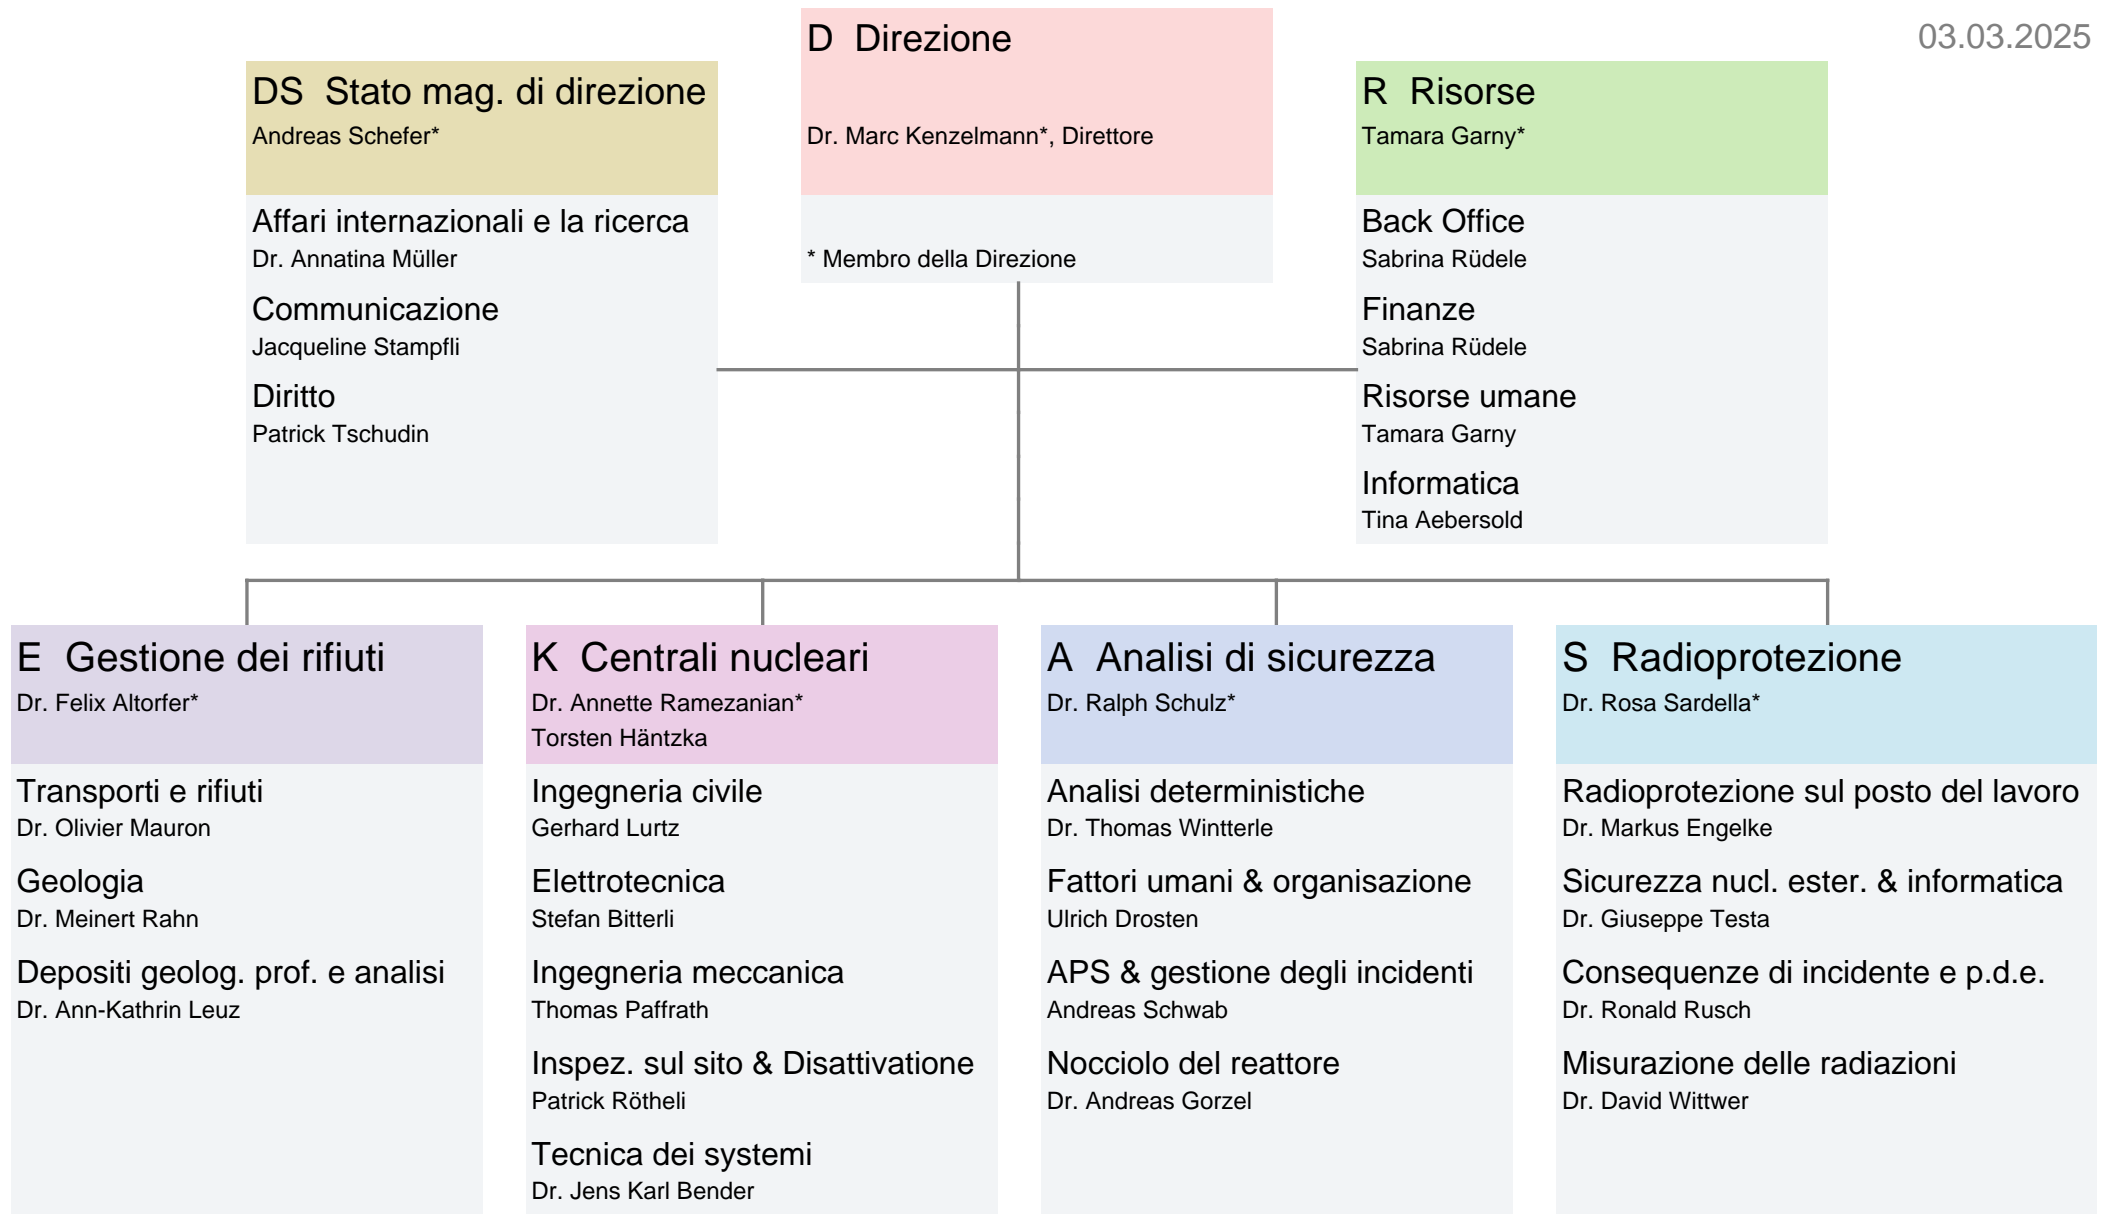 03.03.2025
D Direzione
Dr. Marc Kenzelmann*, Direttore
* Membro della Direzione
DS Stato mag. di direzione
Andreas Schefer*
Affari internazionali e la ricerca
Dr. Annatina Müller
Communicazione
Jacqueline Stampfli
Diritto
Patrick Tschudin
R Risorse
Tamara Garny*
Back Office
Sabrina Rüdele
Finanze
Sabrina Rüdele
Risorse umane
Tamara Garny
Informatica
Tina Aebersold
E Gestione dei rifiuti
Dr. Felix Altorfer*
Transporti e rifiuti
Dr. Olivier Mauron
Geologia
Dr. Meinert Rahn
Depositi geolog. prof. e analisi
Dr. Ann-Kathrin Leuz
K Centrali nucleari
Dr. Annette Ramezanian*
Torsten Häntzka
Ingegneria civile
Gerhard Lurtz
Elettrotecnica
Stefan Bitterli
Ingegneria meccanica
Thomas Paffrath
Inspez. sul sito & Disattivatione
Patrick Rötheli
Tecnica dei systemi
Dr. Jens Karl Bender
A Analisi di sicurezza
Dr. Ralph Schulz*
Analisi deterministiche
Dr. Thomas Wintterle
Fattori umani & organisazione
Ulrich Drosten
APS & gestione degli incidenti
Andreas Schwab
Nocciolo del reattore
Dr. Andreas Gorzel
S Radioprotezione
Dr. Rosa Sardella*
Radioprotezione sul posto del lavoro
Dr. Markus Engelke
Sicurezza nucl. ester. & informatica
Dr. Giuseppe Testa
Consequenze di incidente e p.d.e.
Dr. Ronald Rusch
Misurazione delle radiazioni
Dr. David Wittwer